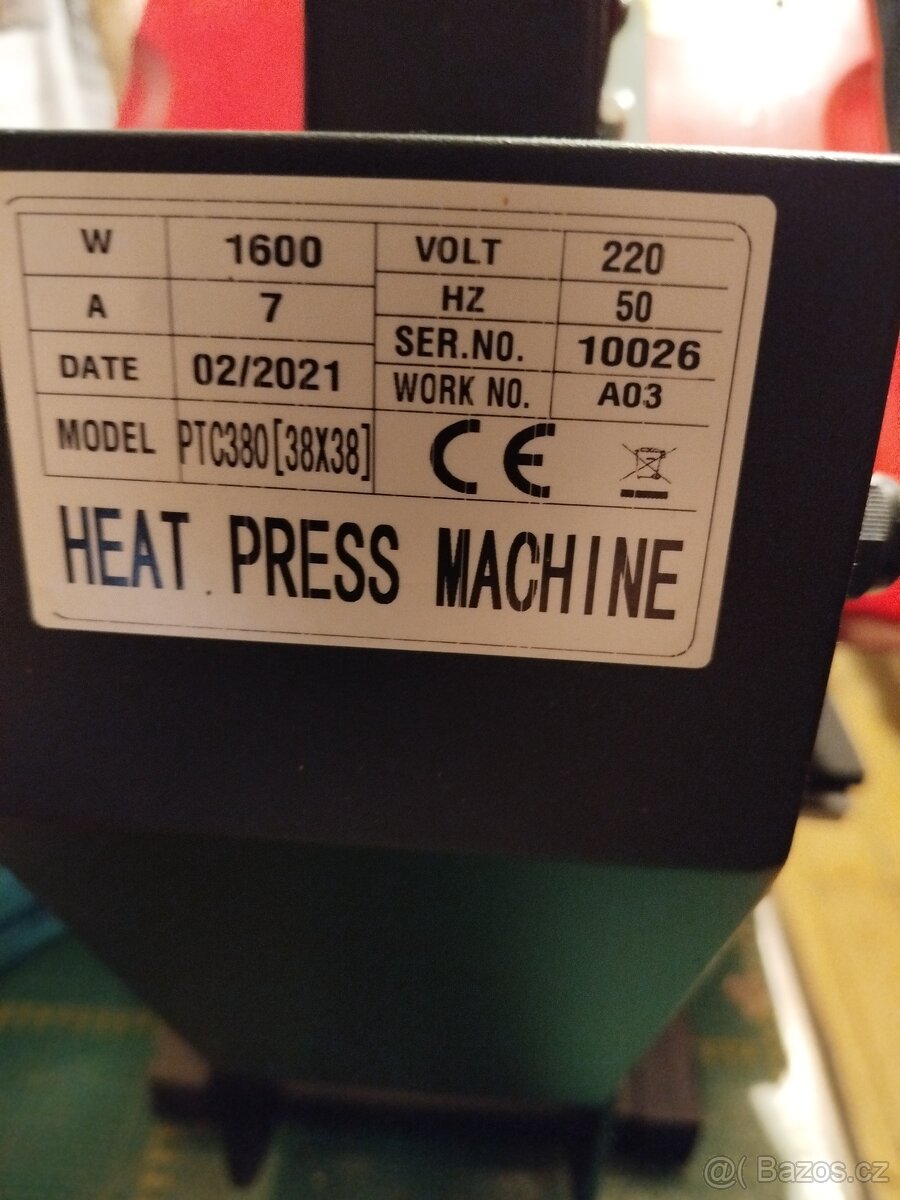 W 1600 VOLT 220
A 7 HZ 50
DATE 02/2021 SER.NO. 10026
WORK NO. A03
MODEL PTC380[38X38] CE
HEAT PRESS MACHINE
@( Bazos.cz